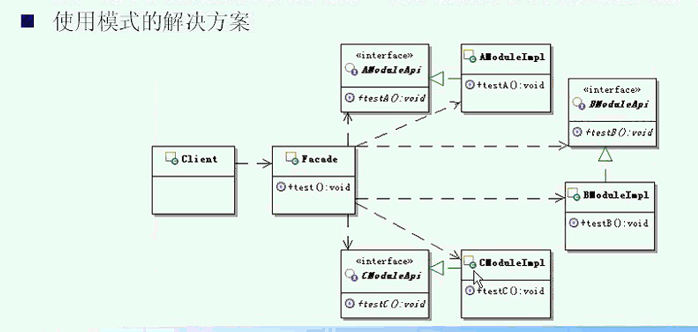 使用模式的解决方案
«interface»
AModuleApi
+testA():void
AModuleImpl
+testA():void
«interface»
BModuleApi
+testB():void
Client
Facade
+test():void
BModuleImpl
+testB():void
«interface»
CModuleApi
+testC():void
CModuleImpl
+testC():void